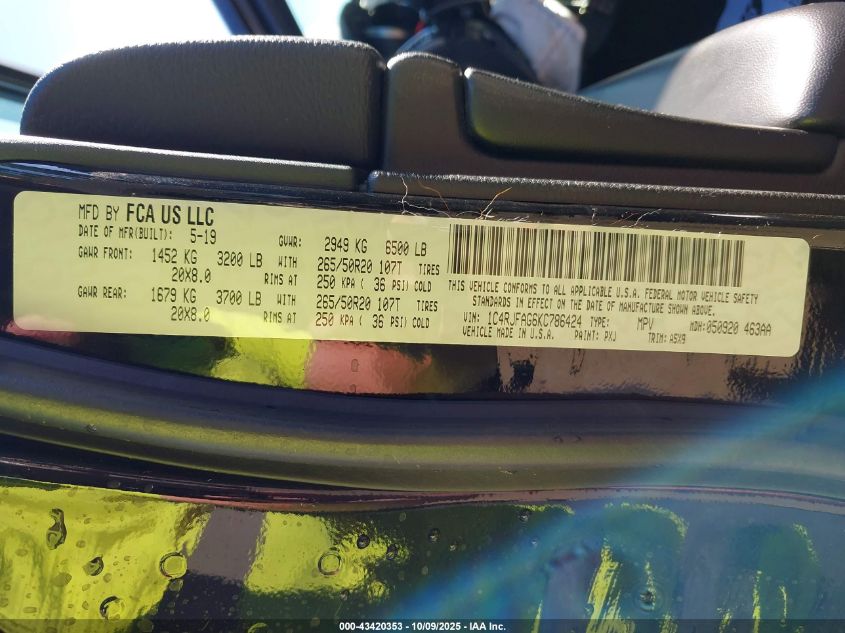 MFD BY FCA US LLC
DATE OF MFR(BUILT): 5-19 GVWR: 2949 KG 6500 LB
GAWR FRONT: 1452 KG 3200 LB WITH 265/50R20 107T TIRES
20X8.0 RIMS AT 250 KPA ( 36 PSI) COLD
GAWR REAR: 1679 KG 3700 LB WITH 265/50R20 107T TIRES
20X8.0 RIMS AT 250 KPA ( 36 PSI) COLD
THIS VEHICLE CONFORMS TO ALL APPLICABLE U.S.A. FEDERAL MOTOR VEHICLE SAFETY
STANDARDS IN EFFECT ON THE DATE OF MANUFACTURE SHOWN ABOVE.
VIN: 1C4RJFAG6KC786424 TYPE: MPV MDH:050920 463AA
VEHICLE MADE IN U.S.A. PAINT: PXJ TRIM: A5X9
000-43420353 - 10/09/2025 - IAA Inc.